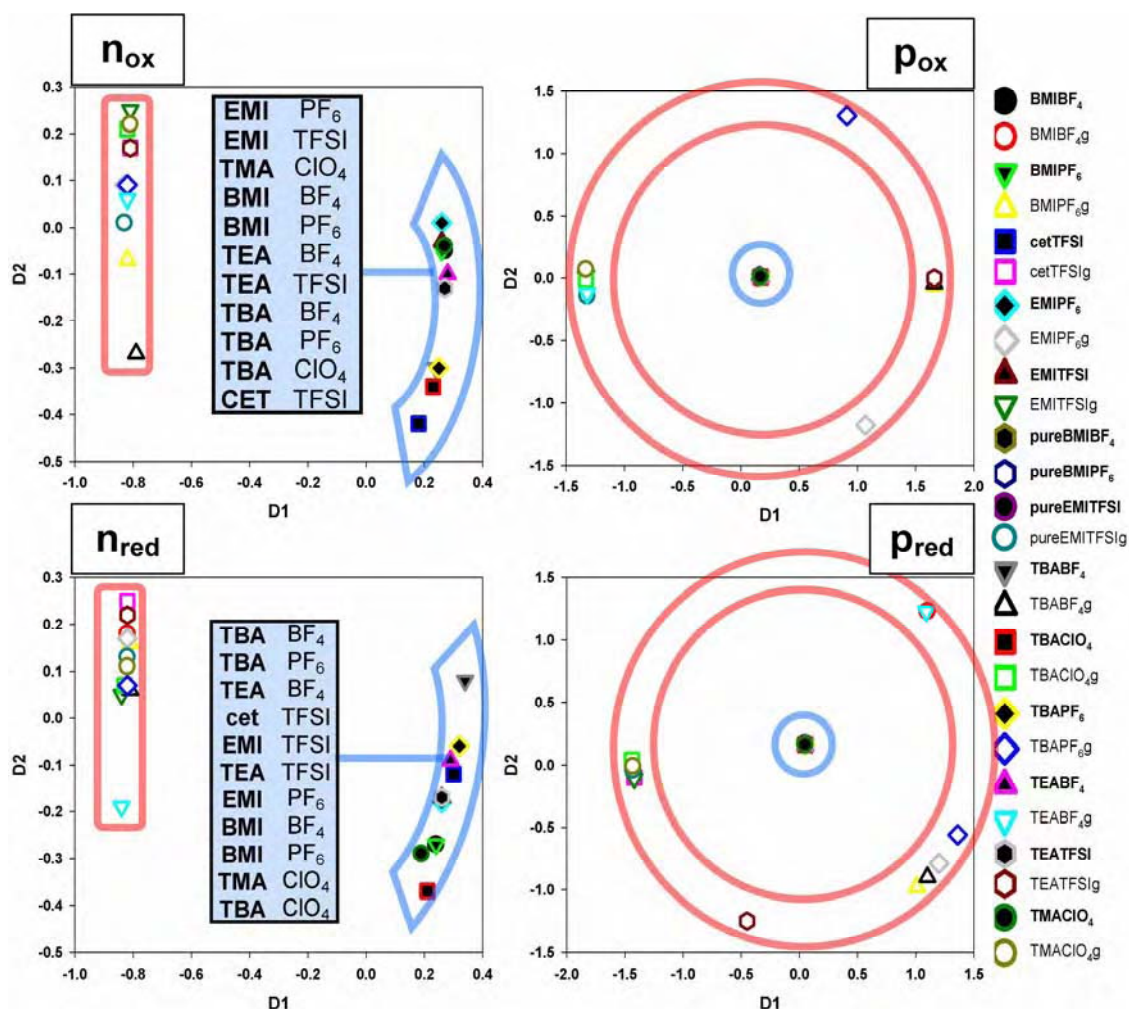 n_ox
0.3
0.2
0.1
0.0
-0.1
-0.2
-0.3
-0.4
-0.5
D2
-1.0 -0.8 -0.6 -0.4 -0.2 0.0 0.2 0.4
D1
EMI PF6
EMI TFSI
TMA ClO4
BMI BF4
BMI PF6
TEA BF4
TEA TFSI
TBA BF4
TBA PF6
TBA ClO4
CET TFSI
p_ox
1.5
1.0
0.5
0.0
-0.5
-1.0
-1.5
-1.5 -1.0 -0.5 0.0 0.5 1.0 1.5 2.0
D1
n_red
0.3
0.2
0.1
0.0
-0.1
-0.2
-0.3
-0.4
-0.5
D2
-1.0 -0.8 -0.6 -0.4 -0.2 0.0 0.2 0.4
D1
TBA BF4
TBA PF6
TEA BF4
cet TFSI
EMI TFSI
TEA TFSI
EMI PF6
BMI BF4
BMI PF6
TMA ClO4
TBA ClO4
p_red
1.5
1.0
0.5
0.0
-0.5
-1.0
-1.5
-2.0 -1.5 -1.0 -0.5 0.0 0.5 1.0 1.5
D1
BMIBF4
BMIBF4g
BMIPF6
BMIPF6g
cetTFSI
cetTFSIg
EMIPF6
EMIPF6g
EMITFSI
EMITFSIg
pureBMIBF4
pureBMIPF6
pureEMITFSI
pureEMITFSIg
TBABF4
TBABF4g
TBAClO4
TBAClO4g
TBAPF6
TBAPF6g
TEABF4
TEABF4g
TEATFSI
TEATFSIg
TMAClO4
TMAClO4g